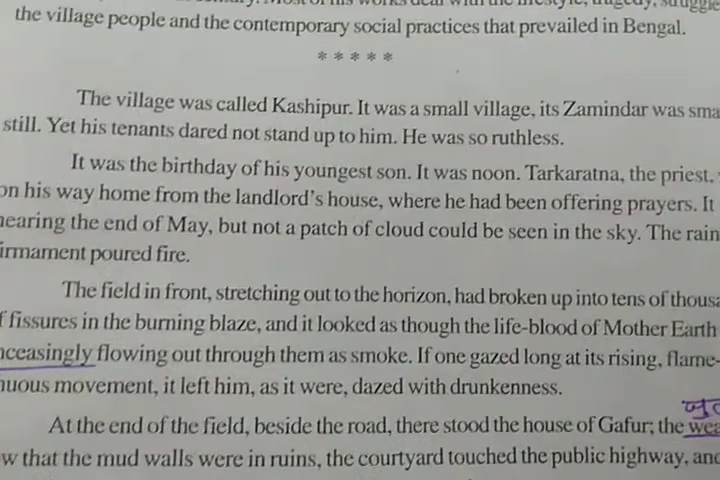 the village people and the contemporary social practices that prevailed in Bengal.
* * * * *
The village was called Kashipur. It was a small village, its Zamindar was sma
still. Yet his tenants dared not stand up to him. He was so ruthless.
It was the birthday of his youngest son. It was noon. Tarkaratna, the priest,
on his way home from the landlord's house, where he had been offering prayers. It
nearing the end of May, but not a patch of cloud could be seen in the sky. The rain
irmament poured fire.
The field in front, stretching out to the horizon, had broken up into tens of thousa
f fissures in the burning blaze, and it looked as though the life-blood of Mother Earth
nceasingly flowing out through them as smoke. If one gazed long at its rising, flame-
nuous movement, it left him, as it were, dazed with drunkenness.
At the end of the field, beside the road, there stood the house of Gafur; the wea
w that the mud walls were in ruins, the courtyard touched the public highway, and